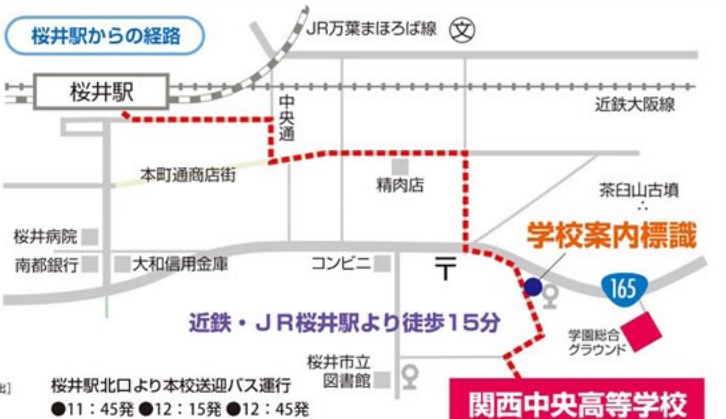 桜井駅からの経路
JR万葉まほろば線
文
桜井駅
中央通
近鉄大阪線
本町通商店街
精肉店
茶臼山古墳
桜井病院
学校案内標識
南都銀行
大和信用金庫
コンビニ
〒
165
近鉄・JR桜井駅より徒歩15分
学園総合
グラウンド
桜井市立
図書館
出]
桜井駅北口より本校送迎バス運行
●11：45発 ●12：15発 ●12：45発
関西中央高等学校